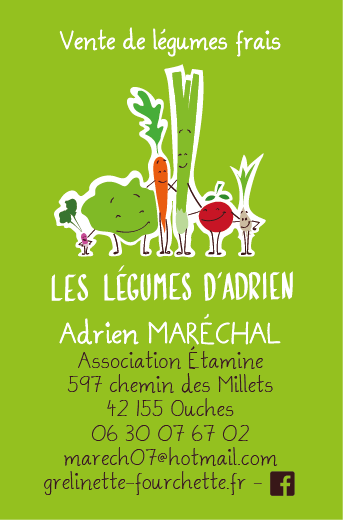 Vente de légumes frais
LES LÉGUMES D'ADRIEN
Adrien MARÉCHAL
Association Étamine
597 chemin des Millets
42 155 Ouches
06 30 07 67 02
marech07@hotmail.com
grelinette-fourchette.fr - f